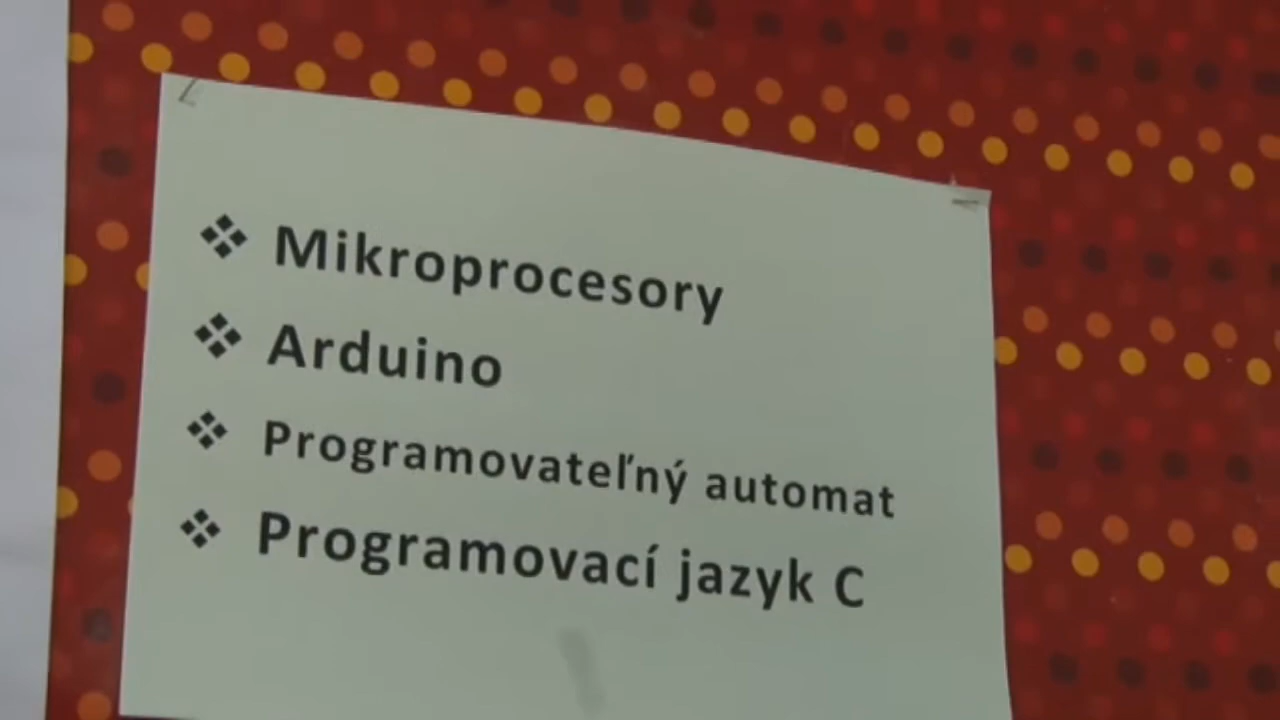 ❖ Mikroprocesory
❖ Arduino
❖ Programovateľný automat
❖ Programovací jazyk C